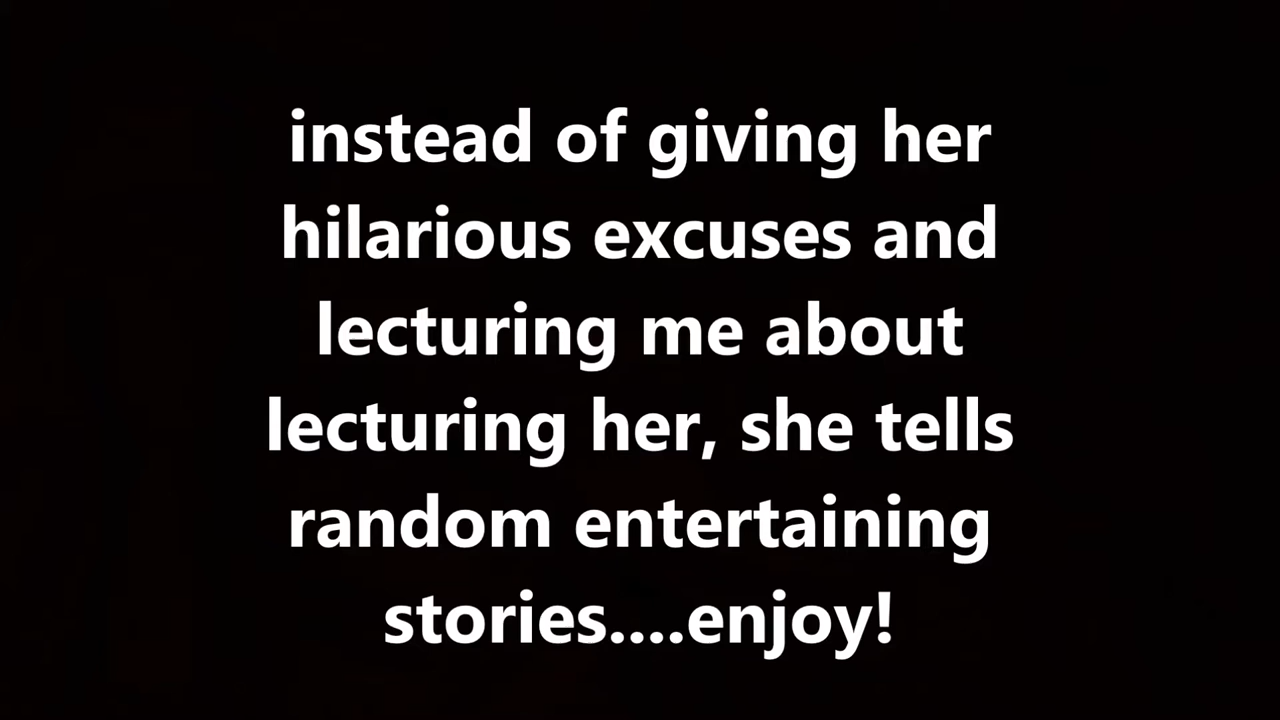 instead of giving her
hilarious excuses and
lecturing me about
lecturing her, she tells
random entertaining
stories....enjoy!